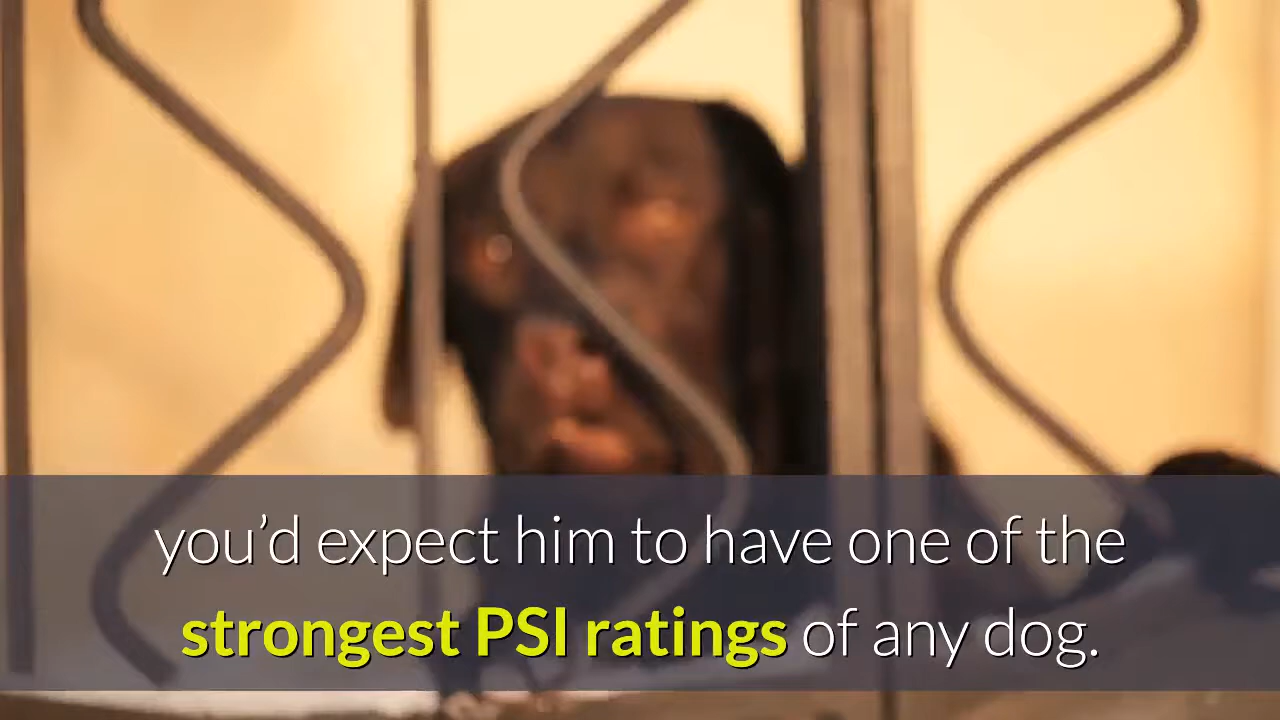 you’d expect him to have one of the
strongest PSI ratings of any dog.